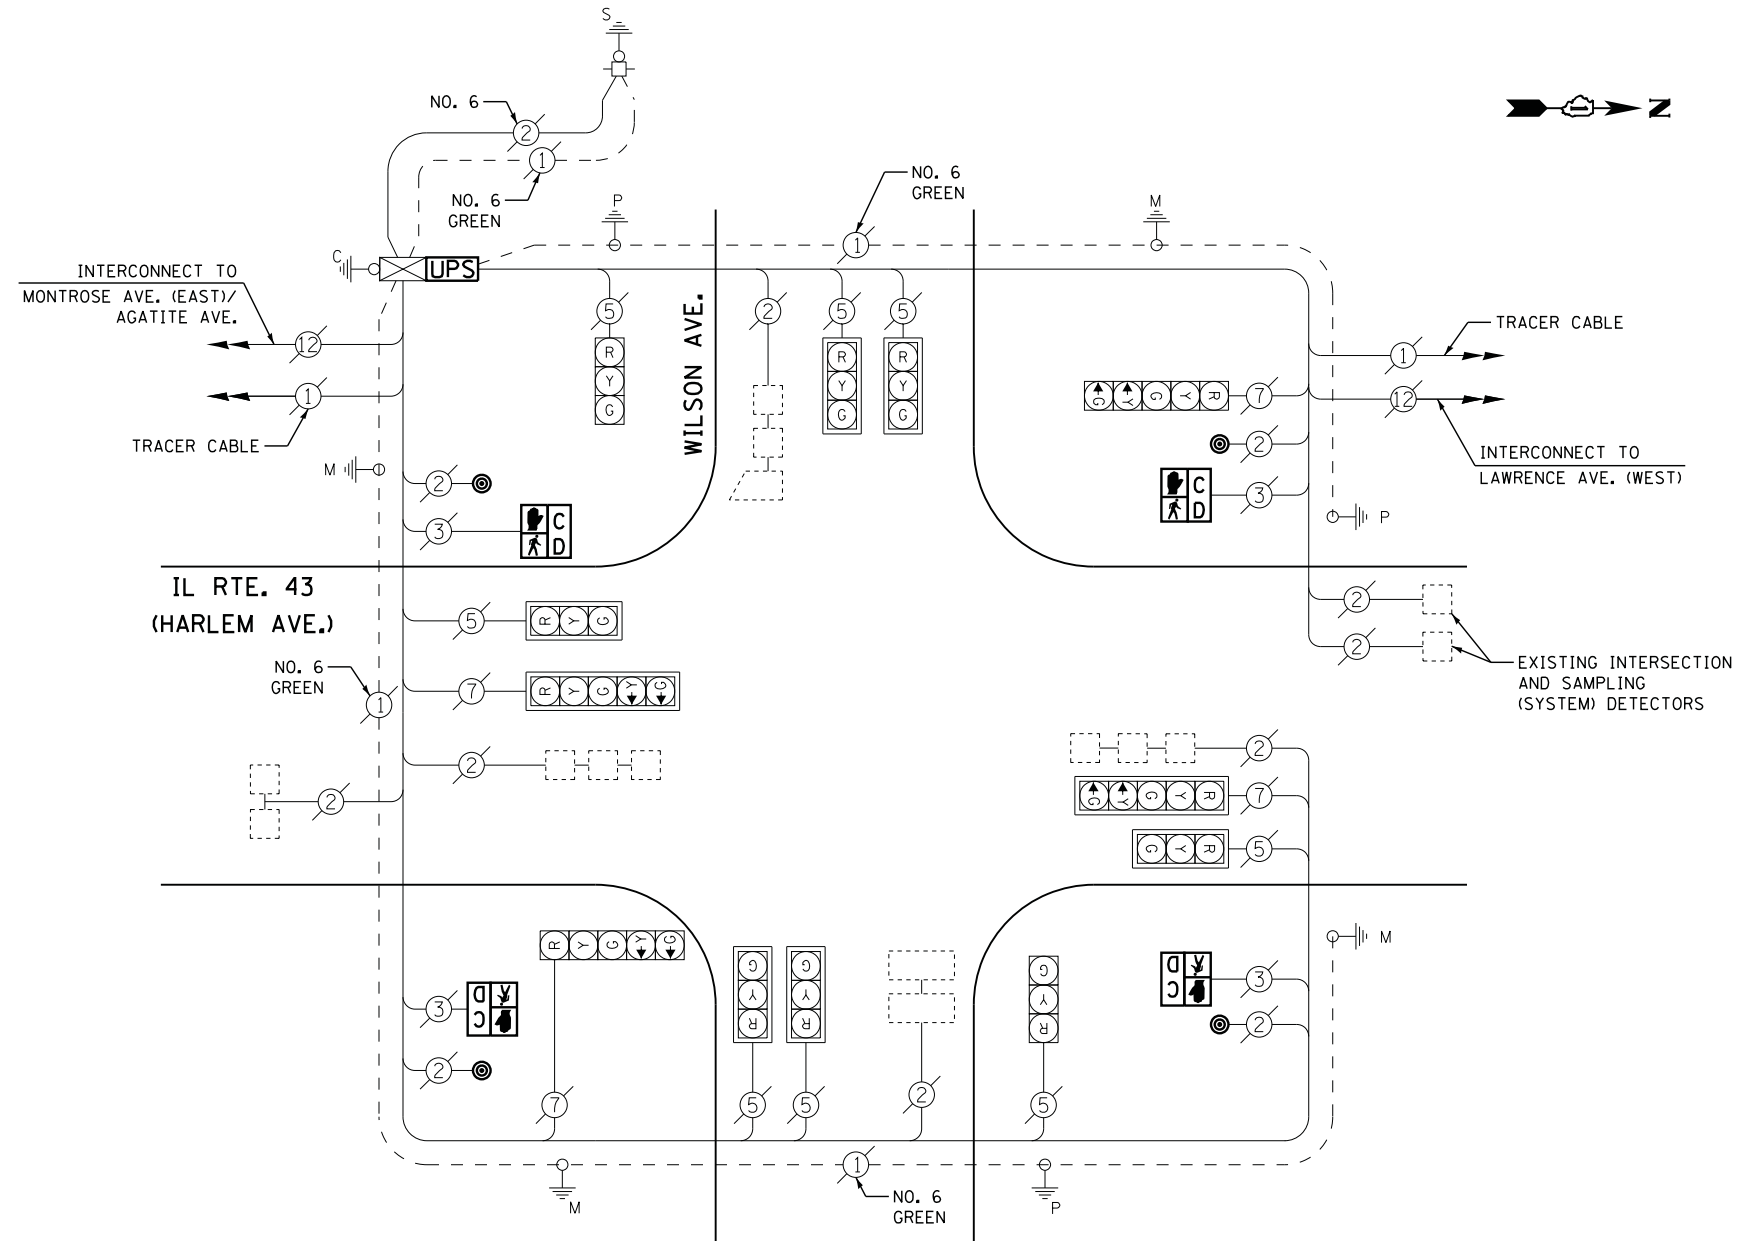 S
NO. 6
2
1
NO. 6
GREEN
N
P
1
NO. 6
GREEN
M
C
UPS
INTERCONNECT TO
MONTROSE AVE. (EAST)/
AGATITE AVE.
12
1
TRACER CABLE
M
5
R
Y
G
WILSON AVE.
2
5
R
Y
G
5
R
Y
G
1
TRACER CABLE
12
INTERCONNECT TO
LAWRENCE AVE. (WEST)
G Y G Y R
7
2
C
D
3
P
2
3
C
D
IL RTE. 43
(HARLEM AVE.)
5
R Y G
7
R Y G Y G
NO. 6
GREEN
1
2
2
2
2
EXISTING INTERSECTION
AND SAMPLING
(SYSTEM) DETECTORS
2
G Y G Y R
7
G Y R
5
R Y G Y G
3
D
C
2
7
G
Y
R
5
G
Y
R
5
2
G
Y
R
5
D
C
3
2
M
M
1
NO. 6
GREEN
P